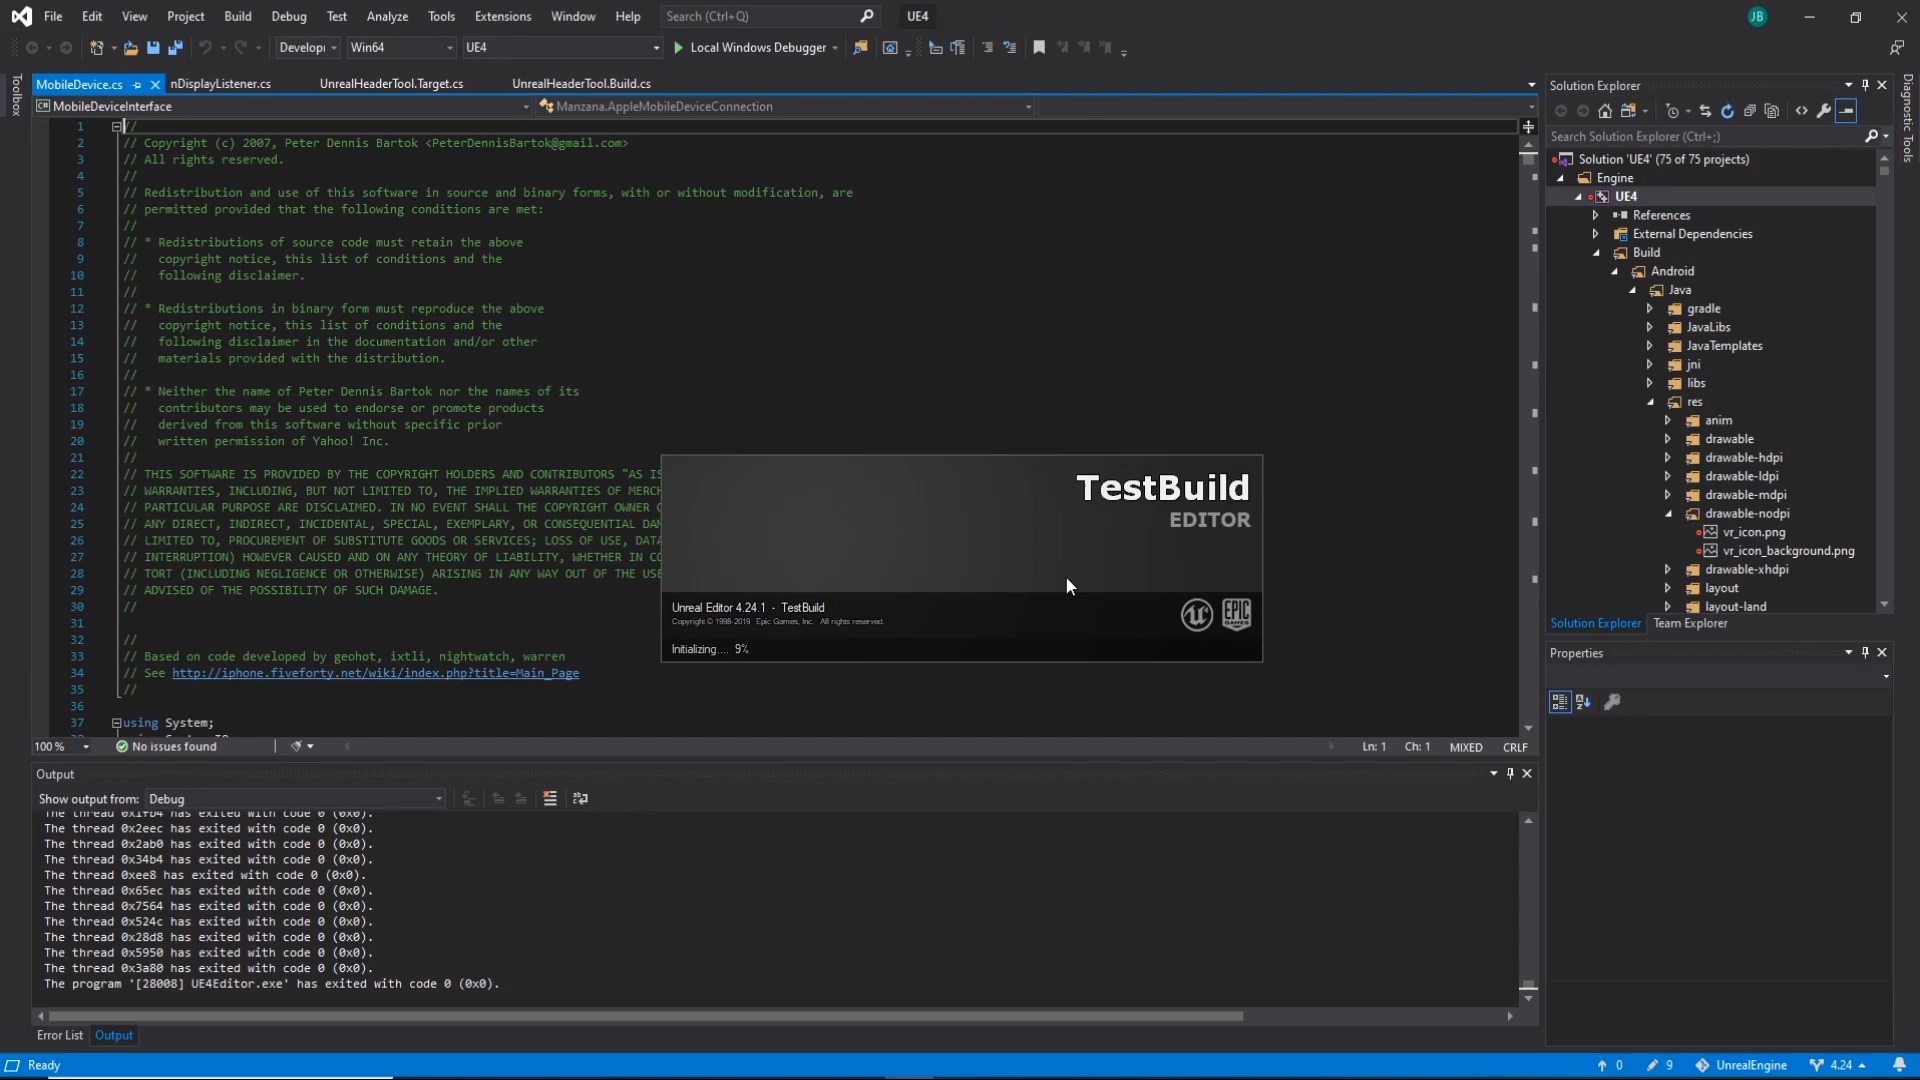 File Edit View Project Build Debug Test Analyze Tools Extensions Window Help Search (Ctrl+Q) UE4 JB
Developi Win64 UE4 Local Windows Debugger
Toolbox
MobileDevice.cs nDisplayListener.cs UnrealHeaderTool.Target.cs UnrealHeaderTool.Build.cs
MobileDeviceInterface Manzana.AppleMobileDeviceConnection
1 //
2 // Copyright (c) 2007, Peter Dennis Bartok <PeterDennisBartok@gmail.com>
3 // All rights reserved.
4 //
5 // Redistribution and use of this software in source and binary forms, with or without modification, are
6 // permitted provided that the following conditions are met:
7 //
8 // * Redistributions of source code must retain the above
9 //   copyright notice, this list of conditions and the
10 //   following disclaimer.
11 //
12 // * Redistributions in binary form must reproduce the above
13 //   copyright notice, this list of conditions and the
14 //   following disclaimer in the documentation and/or other
15 //   materials provided with the distribution.
16 //
17 // * Neither the name of Peter Dennis Bartok nor the names of its
18 //   contributors may be used to endorse or promote products
19 //   derived from this software without specific prior
20 //   written permission of Yahoo! Inc.
21 //
22 // THIS SOFTWARE IS PROVIDED BY THE COPYRIGHT HOLDERS AND CONTRIBUTORS "AS IS
23 // WARRANTIES, INCLUDING, BUT NOT LIMITED TO, THE IMPLIED WARRANTIES OF MERCH
24 // PARTICULAR PURPOSE ARE DISCLAIMED. IN NO EVENT SHALL THE COPYRIGHT OWNER O
25 // ANY DIRECT, INDIRECT, INCIDENTAL, SPECIAL, EXEMPLARY, OR CONSEQUENTIAL DAM
26 // LIMITED TO, PROCUREMENT OF SUBSTITUTE GOODS OR SERVICES; LOSS OF USE, DATA
27 // INTERRUPTION) HOWEVER CAUSED AND ON ANY THEORY OF LIABILITY, WHETHER IN CO
28 // TORT (INCLUDING NEGLIGENCE OR OTHERWISE) ARISING IN ANY WAY OUT OF THE USE
29 // ADVISED OF THE POSSIBILITY OF SUCH DAMAGE.
30 //
31
32 //
33 // Based on code developed by geohot, ixtli, nightwatch, warren
34 // See http://iphone.fiveforty.net/wiki/index.php?title=Main_Page
35 //
36
37 using System;
TestBuild
EDITOR
Unreal Editor 4.24.1 - TestBuild
Copyright © 1998-2019 Epic Games, Inc. All rights reserved.
EPIC
GAMES
Initializing.... 9%
100 % No issues found Ln: 1 Ch: 1 MIXED CRLF
Output
Show output from: Debug
The thread 0x1fb4 has exited with code 0 (0x0).
The thread 0x2eec has exited with code 0 (0x0).
The thread 0x2ab0 has exited with code 0 (0x0).
The thread 0x34b4 has exited with code 0 (0x0).
The thread 0xee8 has exited with code 0 (0x0).
The thread 0x65ec has exited with code 0 (0x0).
The thread 0x7564 has exited with code 0 (0x0).
The thread 0x524c has exited with code 0 (0x0).
The thread 0x28d8 has exited with code 0 (0x0).
The thread 0x5950 has exited with code 0 (0x0).
The thread 0x3a80 has exited with code 0 (0x0).
The program '[28008] UE4Editor.exe' has exited with code 0 (0x0).
Error List Output
Solution Explorer
Search Solution Explorer (Ctrl+;)
Solution 'UE4' (75 of 75 projects)
Engine
UE4
References
External Dependencies
Build
Android
Java
gradle
JavaLibs
JavaTemplates
jni
libs
res
anim
drawable
drawable-hdpi
drawable-ldpi
drawable-mdpi
drawable-nodpi
vr_icon.png
vr_icon_background.png
drawable-xhdpi
layout
layout-land
Solution Explorer Team Explorer
Properties
Diagnostic Tools
Ready 0 9 UnrealEngine 4.24